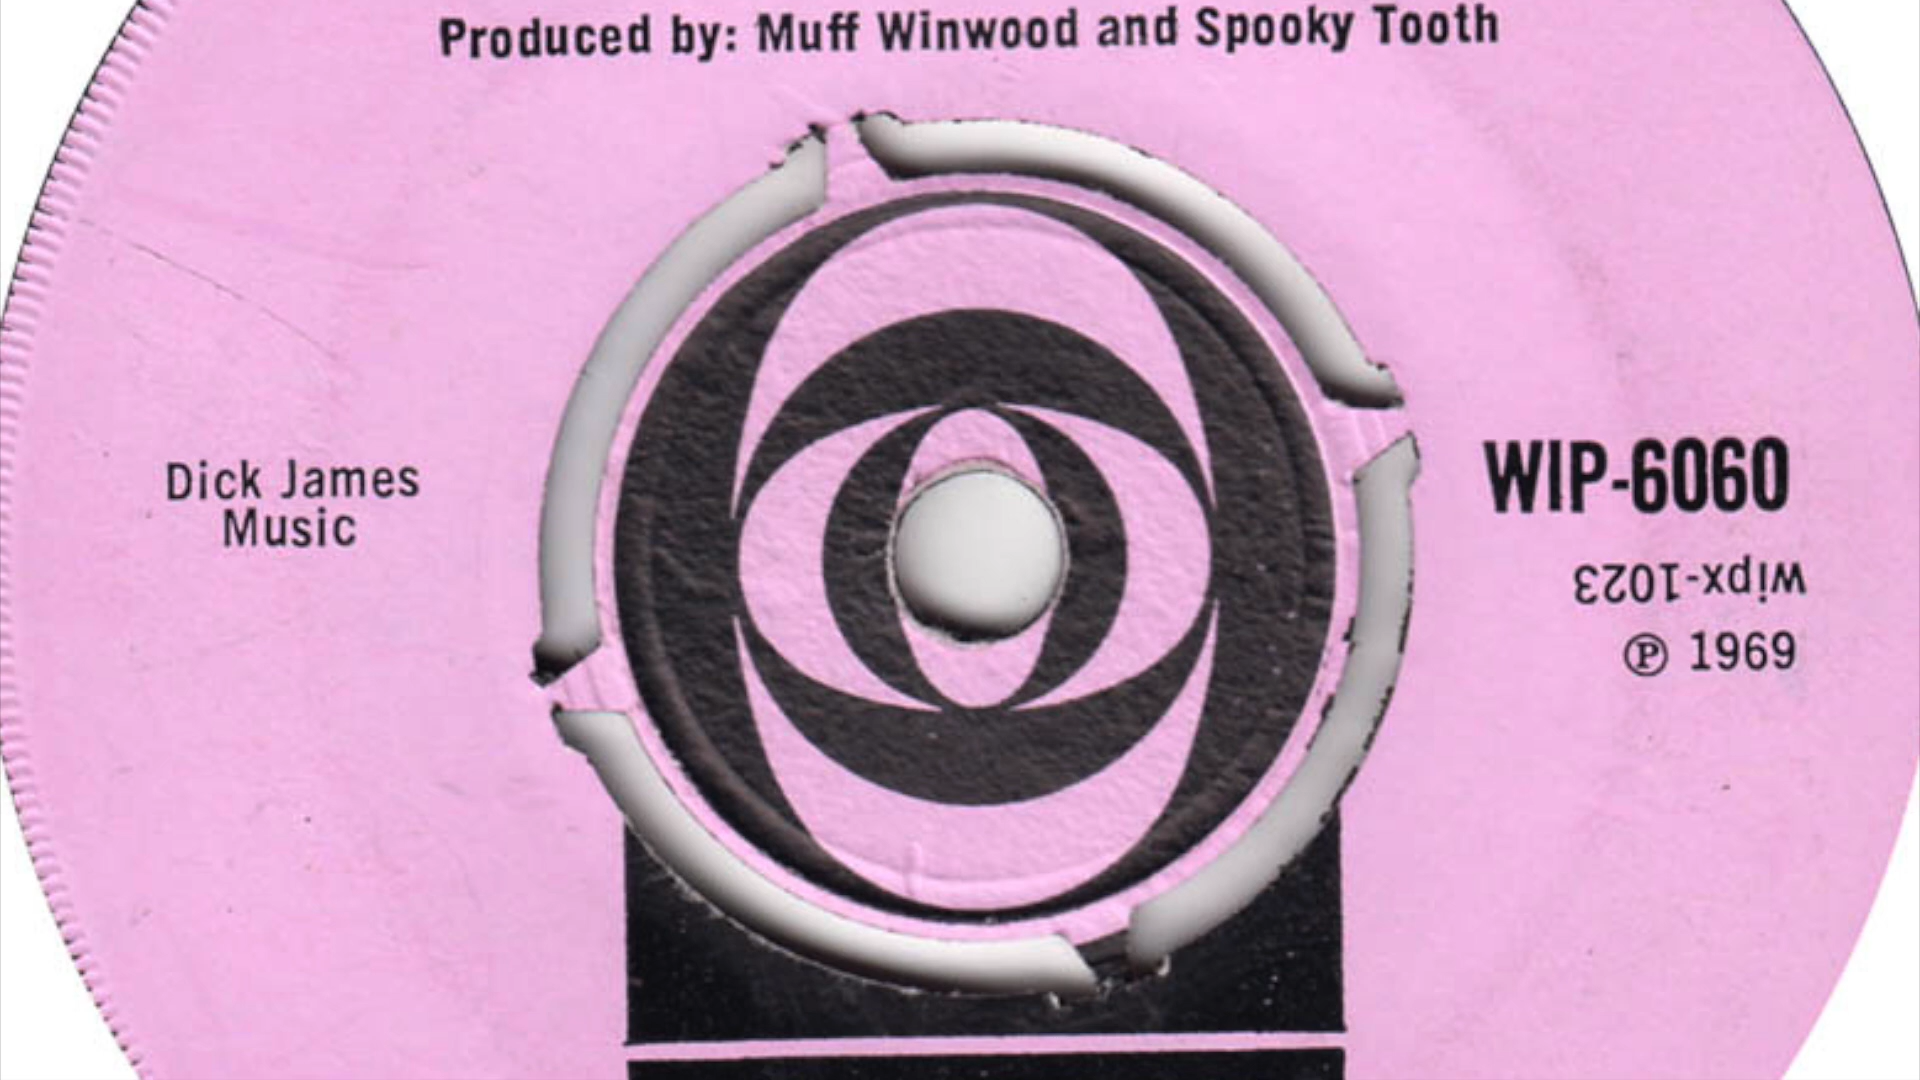 Produced by: Muff Winwood and Spooky Tooth
Dick James
Music
WIP-6060
wipx-1023
℗ 1969